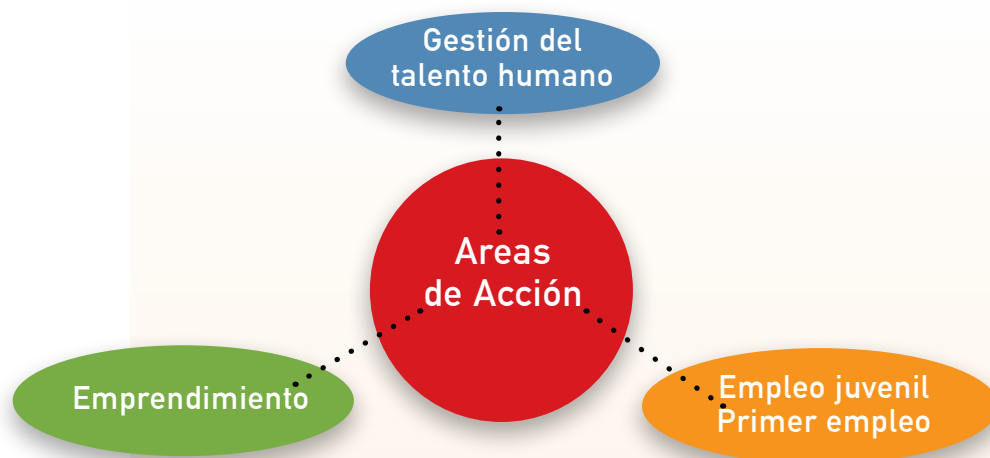 Gestión del
talento humano
Areas
de Acción
Emprendimiento
Empleo juvenil
Primer empleo